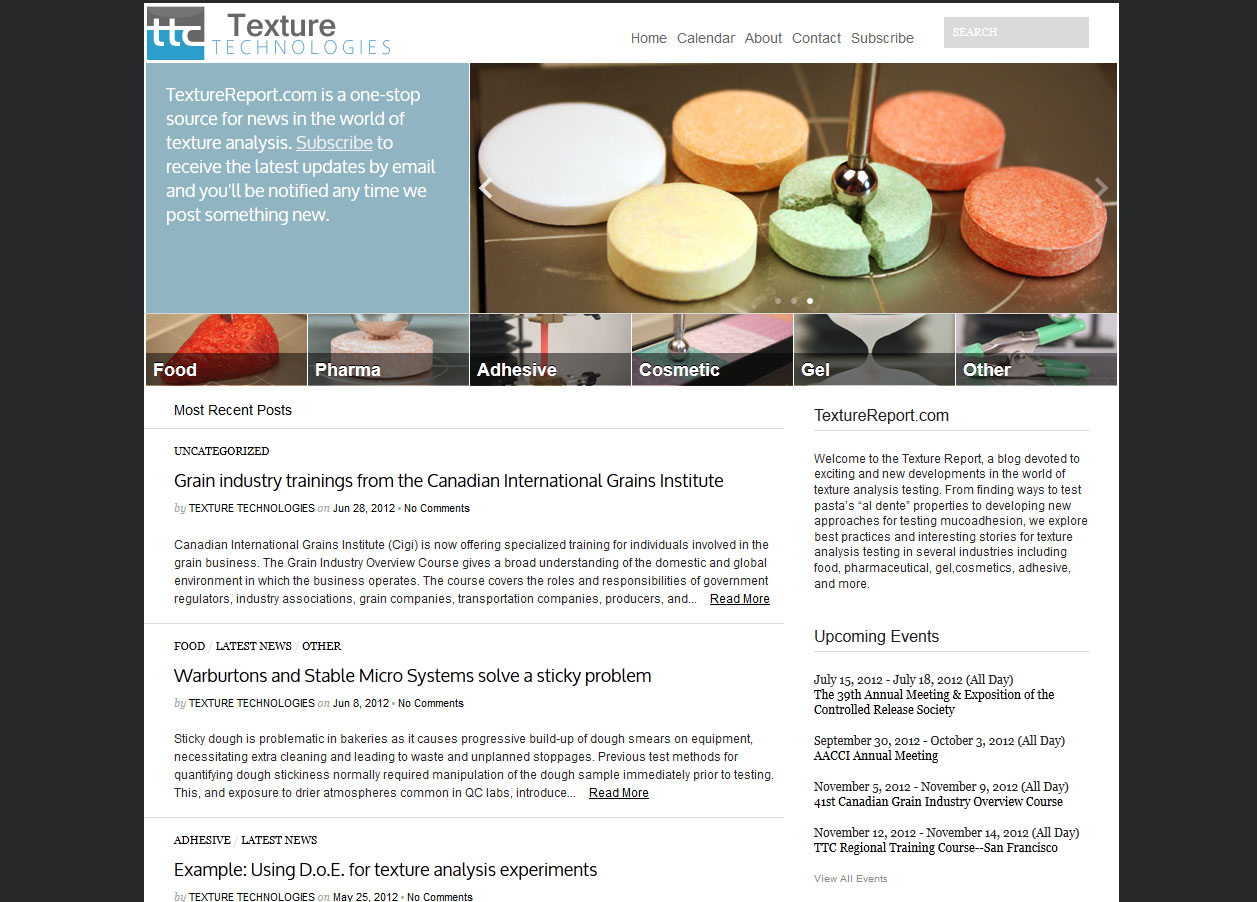 ttc Texture
TECHNOLOGIES
Home Calendar About Contact Subscribe
SEARCH
TextureReport.com is a one-stop
source for news in the world of
texture analysis. Subscribe to
receive the latest updates by email
and you'll be notified any time we
post something new.
Food Pharma Adhesive Cosmetic Gel Other
Most Recent Posts
UNCATEGORIZED
Grain industry trainings from the Canadian International Grains Institute
by TEXTURE TECHNOLOGIES on Jun 28, 2012 • No Comments
Canadian International Grains Institute (Cigi) is now offering specialized training for individuals involved in the
grain business. The Grain Industry Overview Course gives a broad understanding of the domestic and global
environment in which the business operates. The course covers the roles and responsibilities of government
regulators, industry associations, grain companies, transportation companies, producers, and... Read More
FOOD / LATEST NEWS / OTHER
Warburtons and Stable Micro Systems solve a sticky problem
by TEXTURE TECHNOLOGIES on Jun 8, 2012 • No Comments
Sticky dough is problematic in bakeries as it causes progressive build-up of dough smears on equipment,
necessitating extra cleaning and leading to waste and unplanned stoppages. Previous test methods for
quantifying dough stickiness normally required manipulation of the dough sample immediately prior to testing.
This, and exposure to drier atmospheres common in QC labs, introduce... Read More
ADHESIVE / LATEST NEWS
Example: Using D.o.E. for texture analysis experiments
by TEXTURE TECHNOLOGIES on May 25, 2012 • No Comments
TextureReport.com
Welcome to the Texture Report, a blog devoted to
exciting and new developments in the world of
texture analysis testing. From finding ways to test
pasta's “al dente” properties to developing new
approaches for testing mucoadhesion, we explore
best practices and interesting stories for texture
analysis testing in several industries including
food, pharmaceutical, gel,cosmetics, adhesive,
and more.
Upcoming Events
July 15, 2012 - July 18, 2012 (All Day)
The 39th Annual Meeting & Exposition of the
Controlled Release Society
September 30, 2012 - October 3, 2012 (All Day)
AACCI Annual Meeting
November 5, 2012 - November 9, 2012 (All Day)
41st Canadian Grain Industry Overview Course
November 12, 2012 - November 14, 2012 (All Day)
TTC Regional Training Course--San Francisco
View All Events